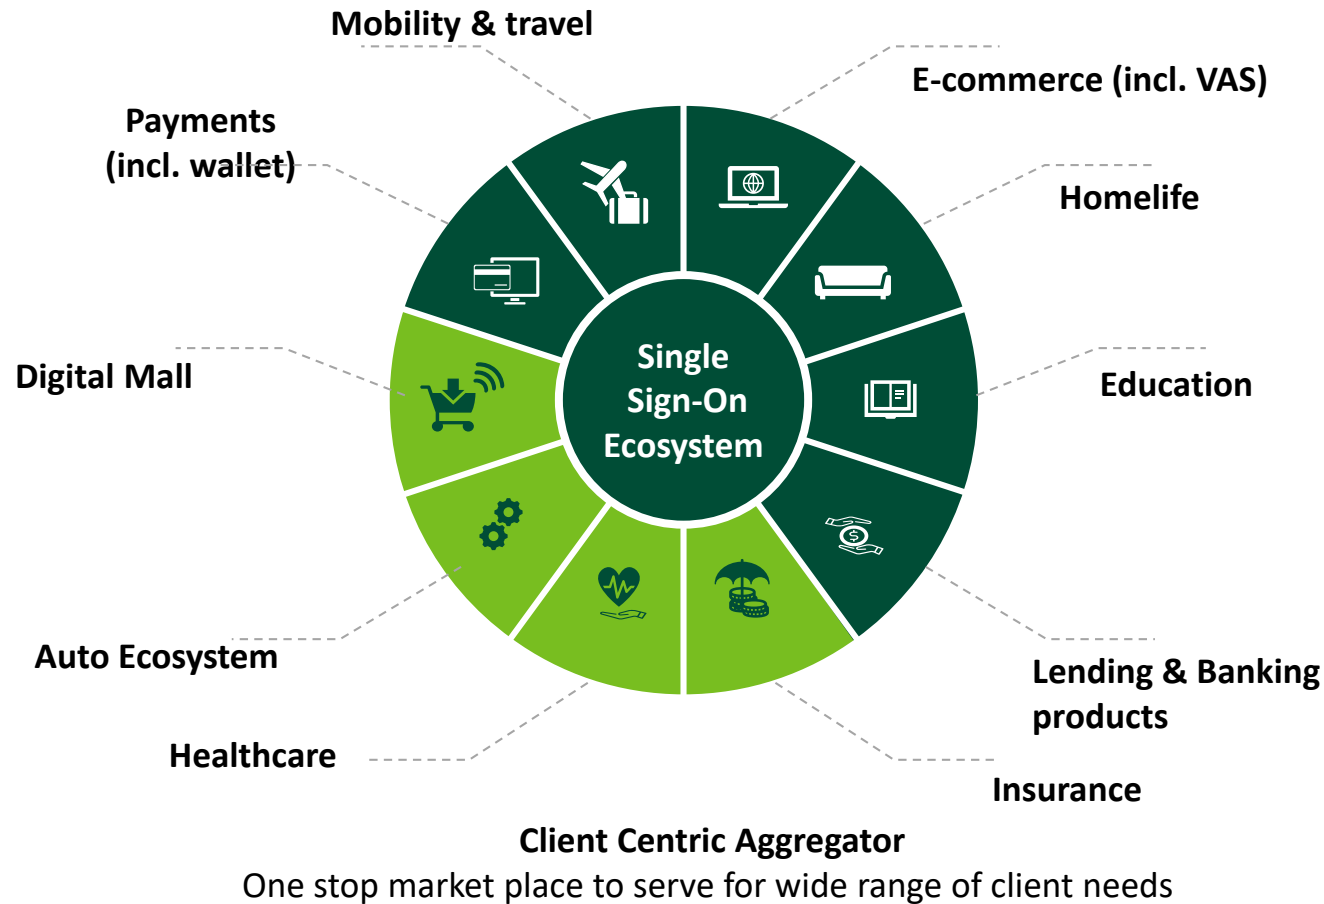 Mobility & travel
E-commerce (incl. VAS)
Payments
(incl. wallet)
Homelife
Single
Sign-On
Ecosystem
Digital Mall
Education
Auto Ecosystem
Lending & Banking
products
Healthcare
Insurance
Client Centric Aggregator
One stop market place to serve for wide range of client needs